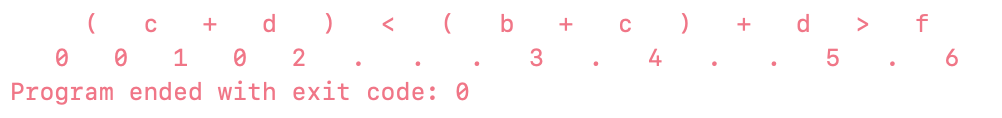 ( c + d ) < ( b + c ) + d > f
0 0 1 0 2 . . . 3 . 4 . . 5 . 6
Program ended with exit code: 0